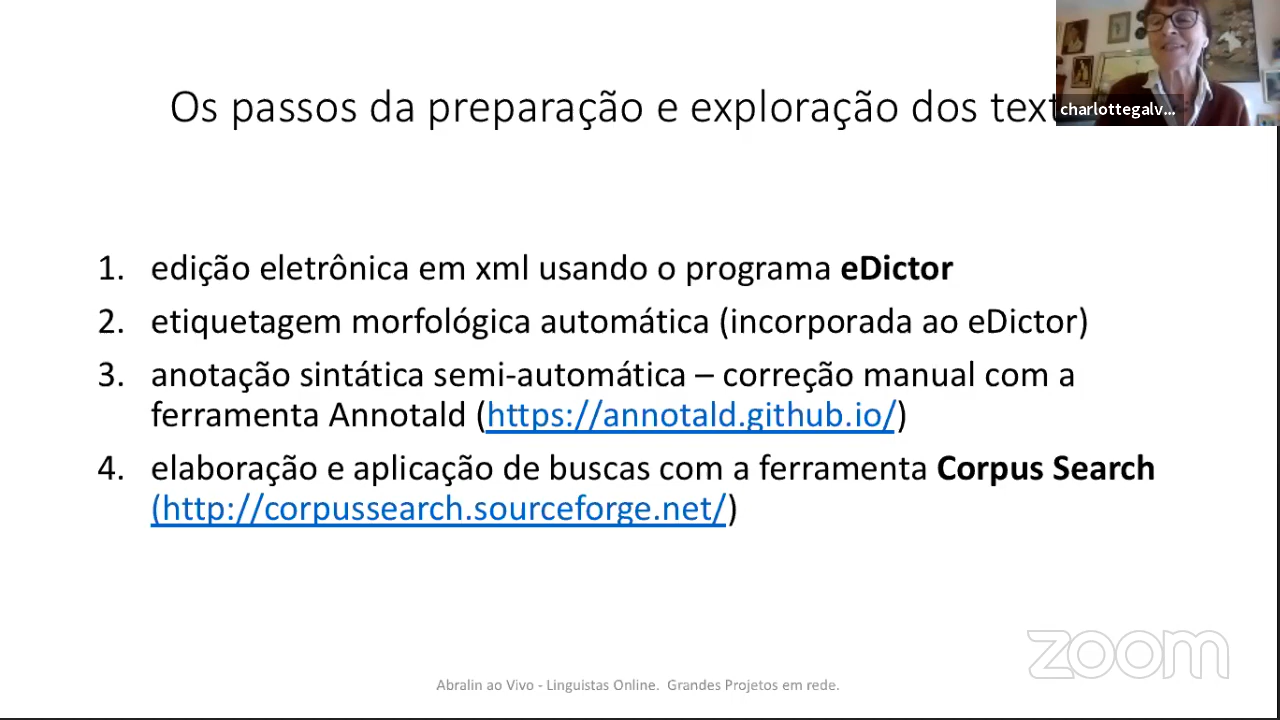 Os passos da preparação e exploração dos text
charlottegalv...
1. edição eletrônica em xml usando o programa eDictor
2. etiquetagem morfológica automática (incorporada ao eDictor)
3. anotação sintática semi-automática – correção manual com a
ferramenta Annotald (https://annotald.github.io/)
4. elaboração e aplicação de buscas com a ferramenta Corpus Search
(http://corpussearch.sourceforge.net/)
zoom
Abralin ao Vivo - Linguistas Online. Grandes Projetos em rede.